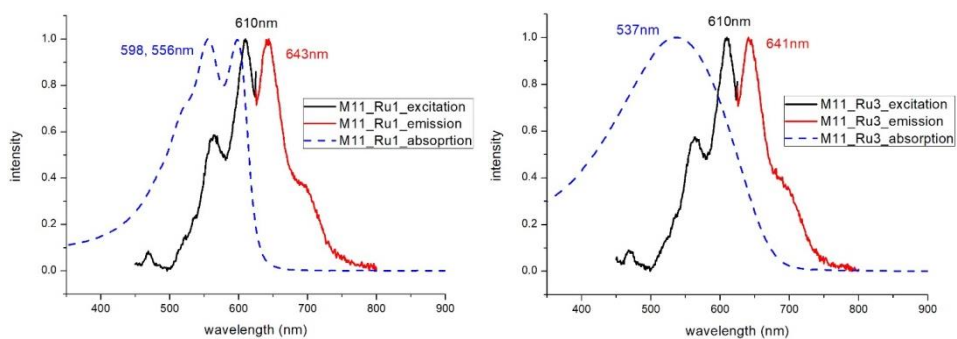 610nm
598, 556nm
643nm
M11_Ru1_excitation
M11_Ru1_emission
M11_Ru1_absoprtion
intensity
1.0
0.8
0.6
0.4
0.2
0.0
400 500 600 700 800 900
wavelength (nm)
610nm
537nm
641nm
M11_Ru3_excitation
M11_Ru3_emission
M11_Ru3_absorption
intensity
1.0
0.8
0.6
0.4
0.2
0.0
400 500 600 700 800 900
wavelength (nm)